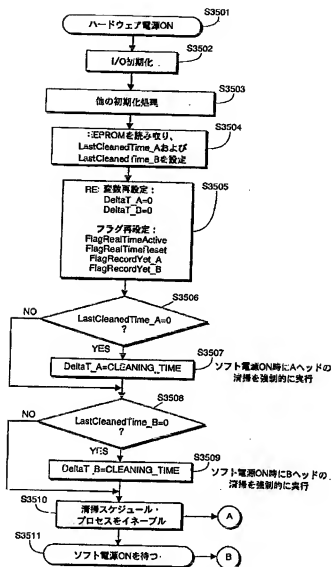 S3501
ハードウェア電源ON
S3502
I/O初期化
S3503
他の初期化処理
S3504
:EEPROMを読み取り、
LastCleanedTime_Aおよび
LastCleanedTime_Bを設定
S3505
RE: 変数再設定：
DeltaT_A=0
DeltaT_B=0
フラグ再設定：
FlagRealTimeActive
FlagRealTimeReset
FlagRecordYet_A
FlagRecordYet_B
S3506
NO
LastCleanedTime_A=0
?
YES
S3507
DeltaT_A=CLEANING_TIME
ソフト電源ON時にAヘッドの
清掃を強制的に実行
S3508
NO
LastCleanedTime_B=0
?
YES
S3509
DeltaT_B=CLEANING_TIME
ソフト電源ON時にBヘッドの
清掃を強制的に実行
S3510
清掃スケジュール・
プロセスをイネーブル
A
S3511
ソフト電源ONを待つ
B